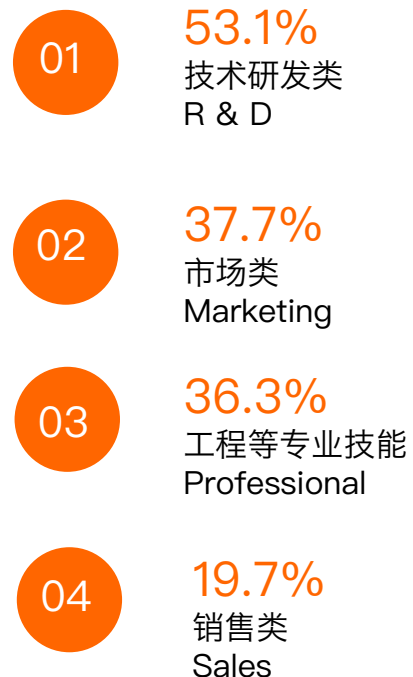 01
53.1%
技术研发类
R & D
02
37.7%
市场类
Marketing
03
36.3%
工程等专业技能
Professional
04
19.7%
销售类
Sales